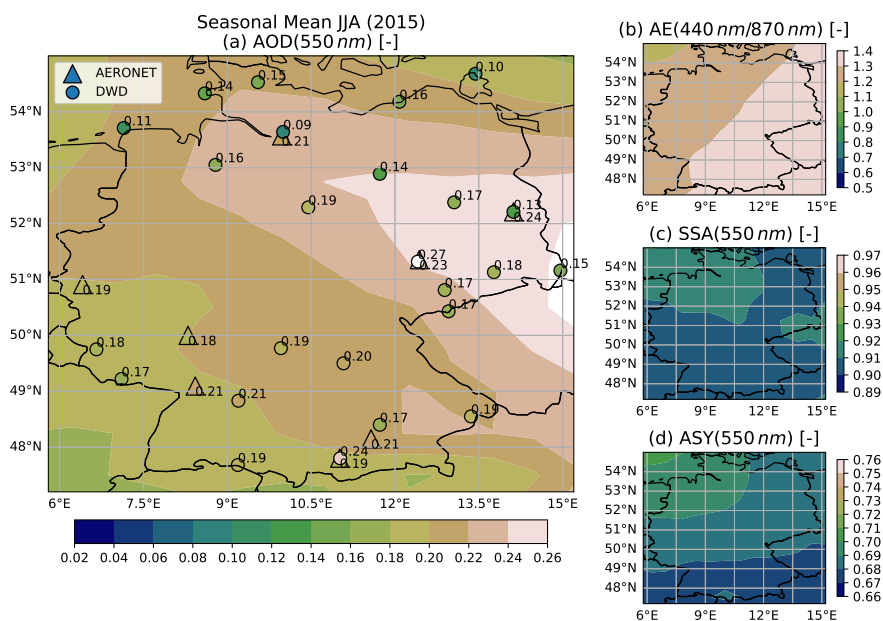 Seasonal Mean JJA (2015)
(a) AOD(550 nm) [-]
AERONET
DWD
0.10
0.15
0.14
0.16
0.11
0.09
0.21
0.16
0.14
0.19
0.17
0.13
0.24
0.27
0.23
0.18
0.15
0.17
0.17
0.19
0.18
0.18
0.19
0.20
0.17
0.21
0.21
0.17
0.19
0.21
0.24
0.19
0.19
54°N
53°N
52°N
51°N
50°N
49°N
48°N
6°E 7.5°E 9°E 10.5°E 12°E 13.5°E 15°E
0.02 0.04 0.06 0.08 0.10 0.12 0.14 0.16 0.18 0.20 0.22 0.24 0.26
(b) AE(440 nm/870 nm) [-]
54°N
53°N
52°N
51°N
50°N
49°N
48°N
6°E 9°E 12°E 15°E
1.4
1.3
1.2
1.1
1.0
0.9
0.8
0.7
0.6
0.5
(c) SSA(550 nm) [-]
54°N
53°N
52°N
51°N
50°N
49°N
48°N
6°E 9°E 12°E 15°E
0.97
0.96
0.95
0.94
0.93
0.92
0.91
0.90
0.89
(d) ASY(550 nm) [-]
54°N
53°N
52°N
51°N
50°N
49°N
48°N
6°E 9°E 12°E 15°E
0.76
0.75
0.74
0.73
0.72
0.71
0.70
0.69
0.68
0.67
0.66